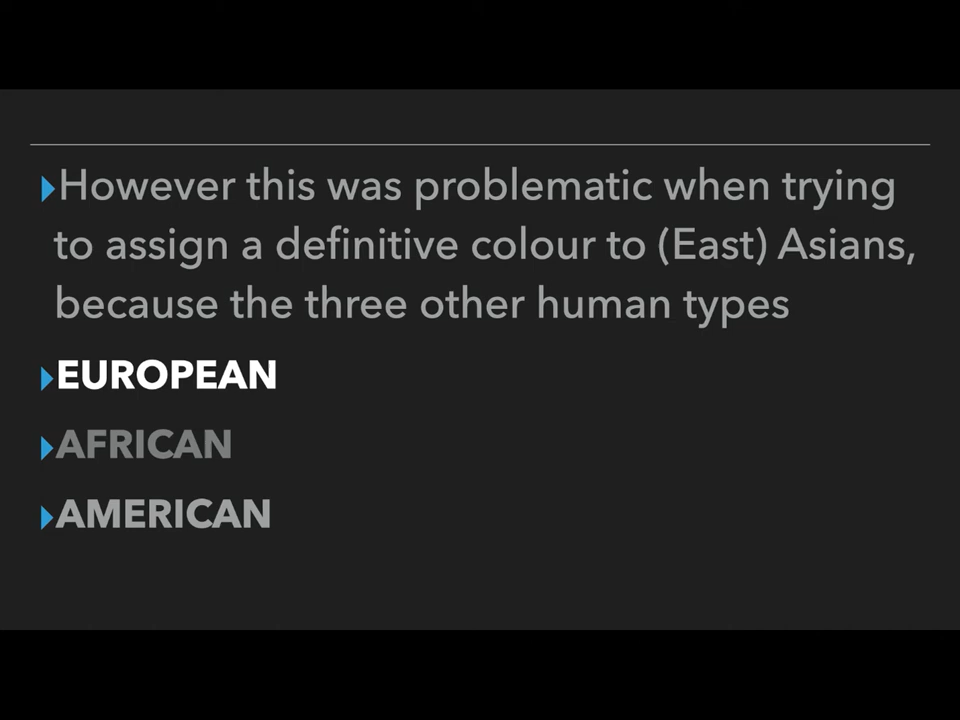 However this was problematic when trying
to assign a definitive colour to (East) Asians,
because the three other human types
EUROPEAN
AFRICAN
AMERICAN